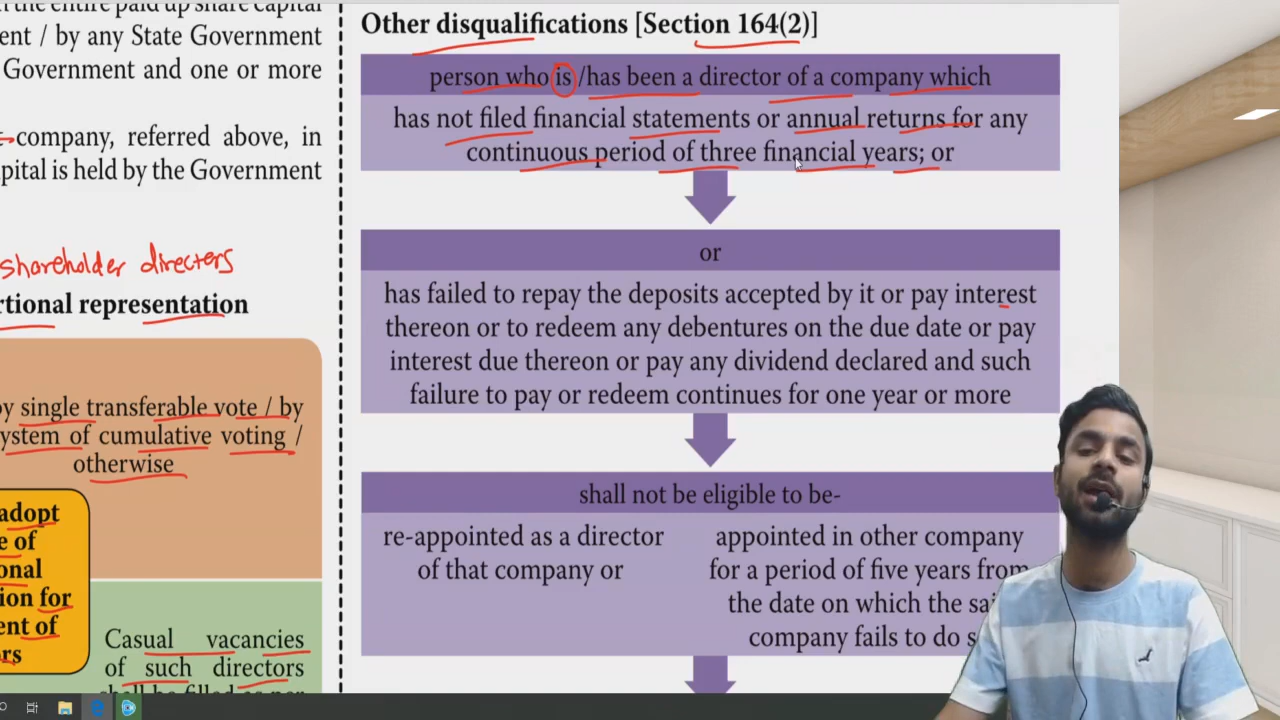 the entire paid up share capital
ent / by any State Government
Government and one or more
company, referred above, in
pital is held by the Government
shareholder directers
rtional representation
by single transferable vote / by
ystem of cumulative voting /
otherwise
adopt
e of
onal
ion for
ent of
rs
Casual vacancies
of such directors
Other disqualifications [Section 164(2)]
person who is /has been a director of a company which
has not filed financial statements or annual returns for any
continuous period of three financial years; or
or
has failed to repay the deposits accepted by it or pay interest
thereon or to redeem any debentures on the due date or pay
interest due thereon or pay any dividend declared and such
failure to pay or redeem continues for one year or more
shall not be eligible to be-
re-appointed as a director
of that company or
appointed in other company
for a period of five years from
the date on which the sai
company fails to do s